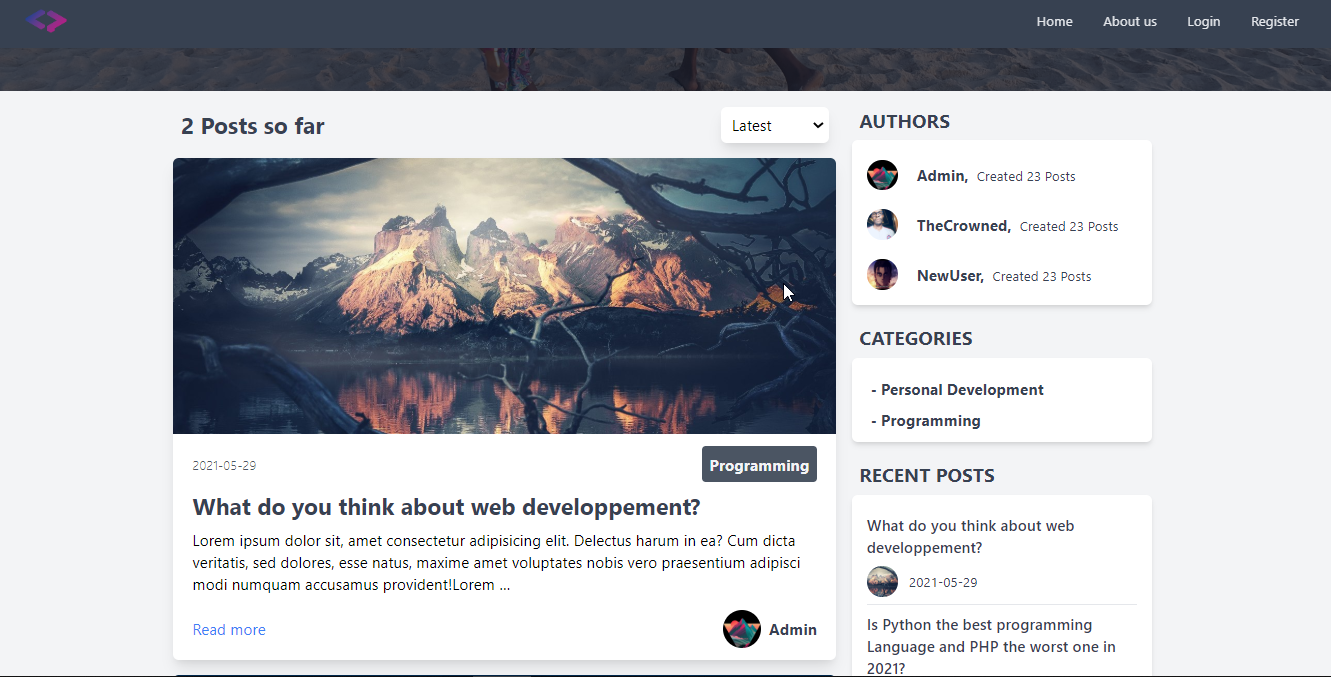 Home
About us
Login
Register
2 Posts so far
Latest
2021-05-29
Programming
What do you think about web developpement?
Lorem ipsum dolor sit, amet consectetur adipisicing elit. Delectus harum in ea? Cum dicta
veritatis, sed dolores, esse natus, maxime amet voluptates nobis vero praesentium adipisci
modi numquam accusamus provident!Lorem ...
Read more
Admin
AUTHORS
Admin, Created 23 Posts
TheCrowned, Created 23 Posts
NewUser, Created 23 Posts
CATEGORIES
- Personal Development
- Programming
RECENT POSTS
What do you think about web
developpement?
2021-05-29
Is Python the best programming
Language and PHP the worst one in
2021?